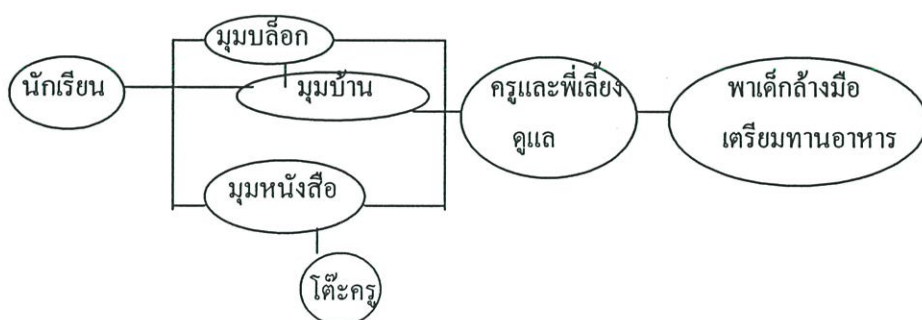 มุมบล็อก
นักเรียน
มุมบ้าน
ครูและพี่เลี้ยง
ดูแล
พาเด็กล้างมือ
เตรียมทานอาหาร
มุมหนังสือ
โต๊ะครู